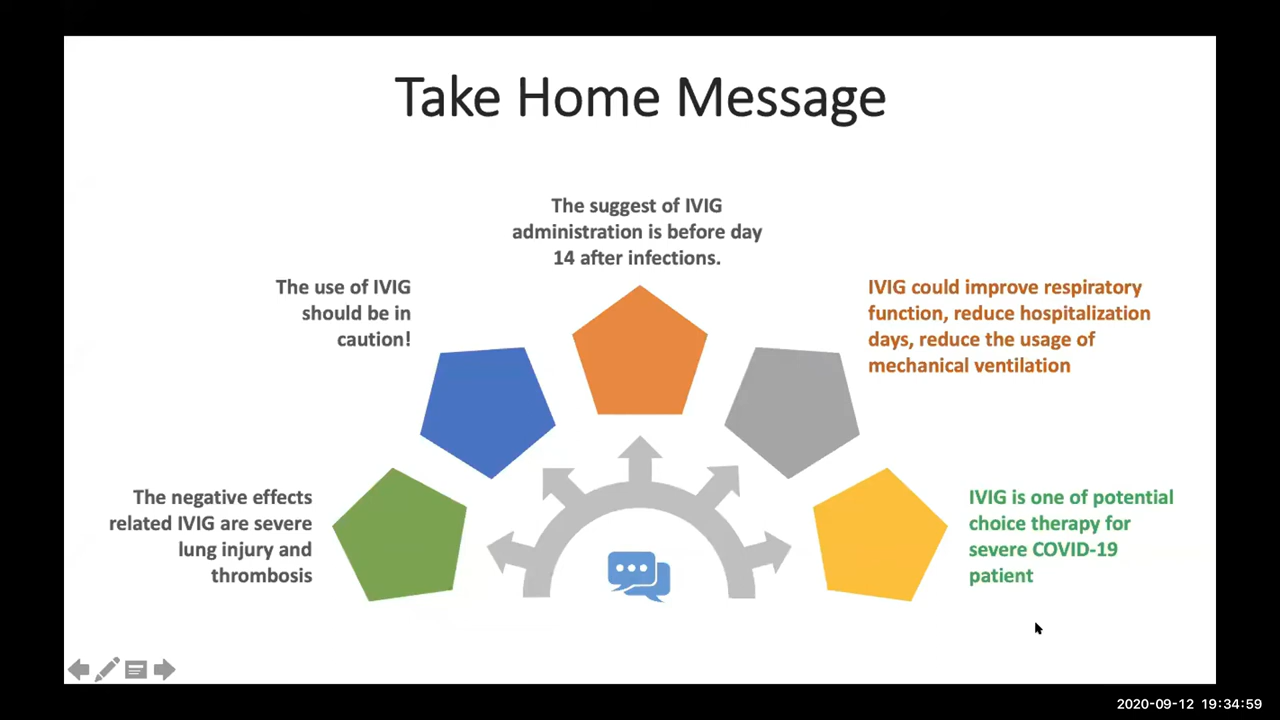 Take Home Message
The suggest of IVIG
administration is before day
14 after infections.
The use of IVIG
should be in
caution!
IVIG could improve respiratory
function, reduce hospitalization
days, reduce the usage of
mechanical ventilation
The negative effects
related IVIG are severe
lung injury and
thrombosis
IVIG is one of potential
choice therapy for
severe COVID-19
patient
2020-09-12 19:34:59